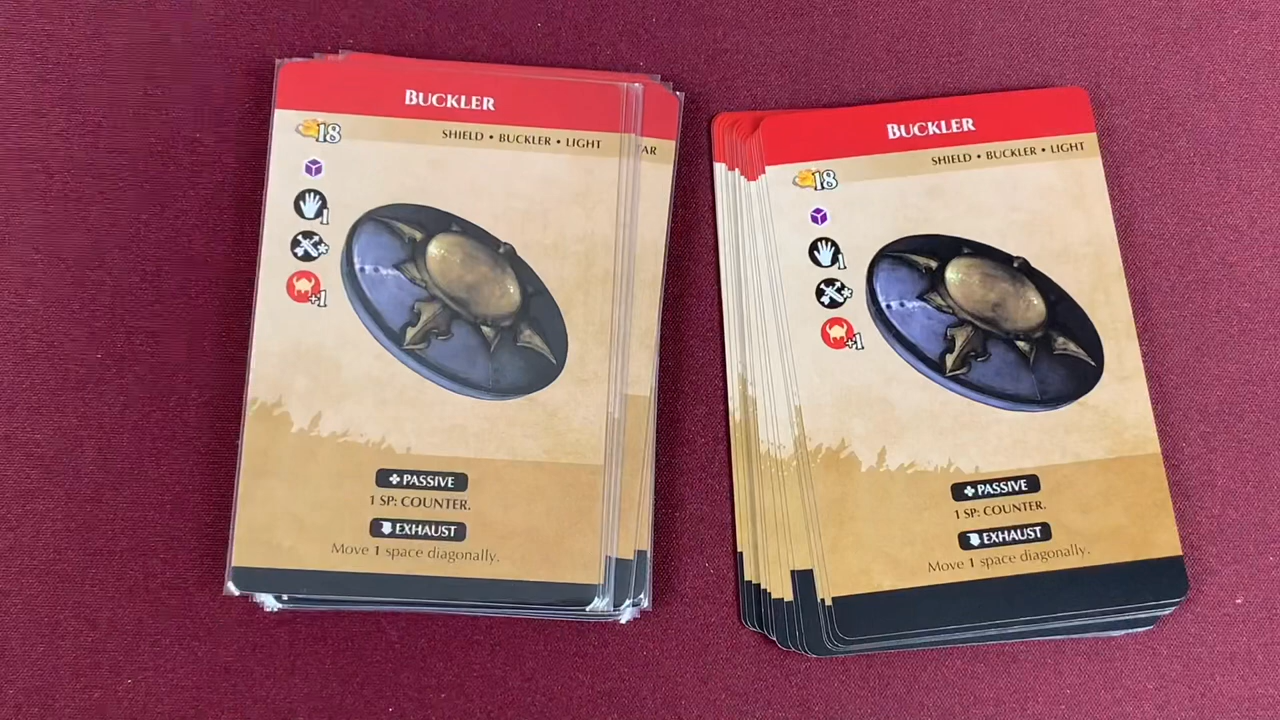 BUCKLER
18
SHIELD • BUCKLER • LIGHT
1
+1
PASSIVE
1 SP: COUNTER.
EXHAUST
Move 1 space diagonally.
AR
BUCKLER
18
SHIELD • BUCKLER • LIGHT
1
+1
PASSIVE
1 SP: COUNTER.
EXHAUST
Move 1 space diagonally.